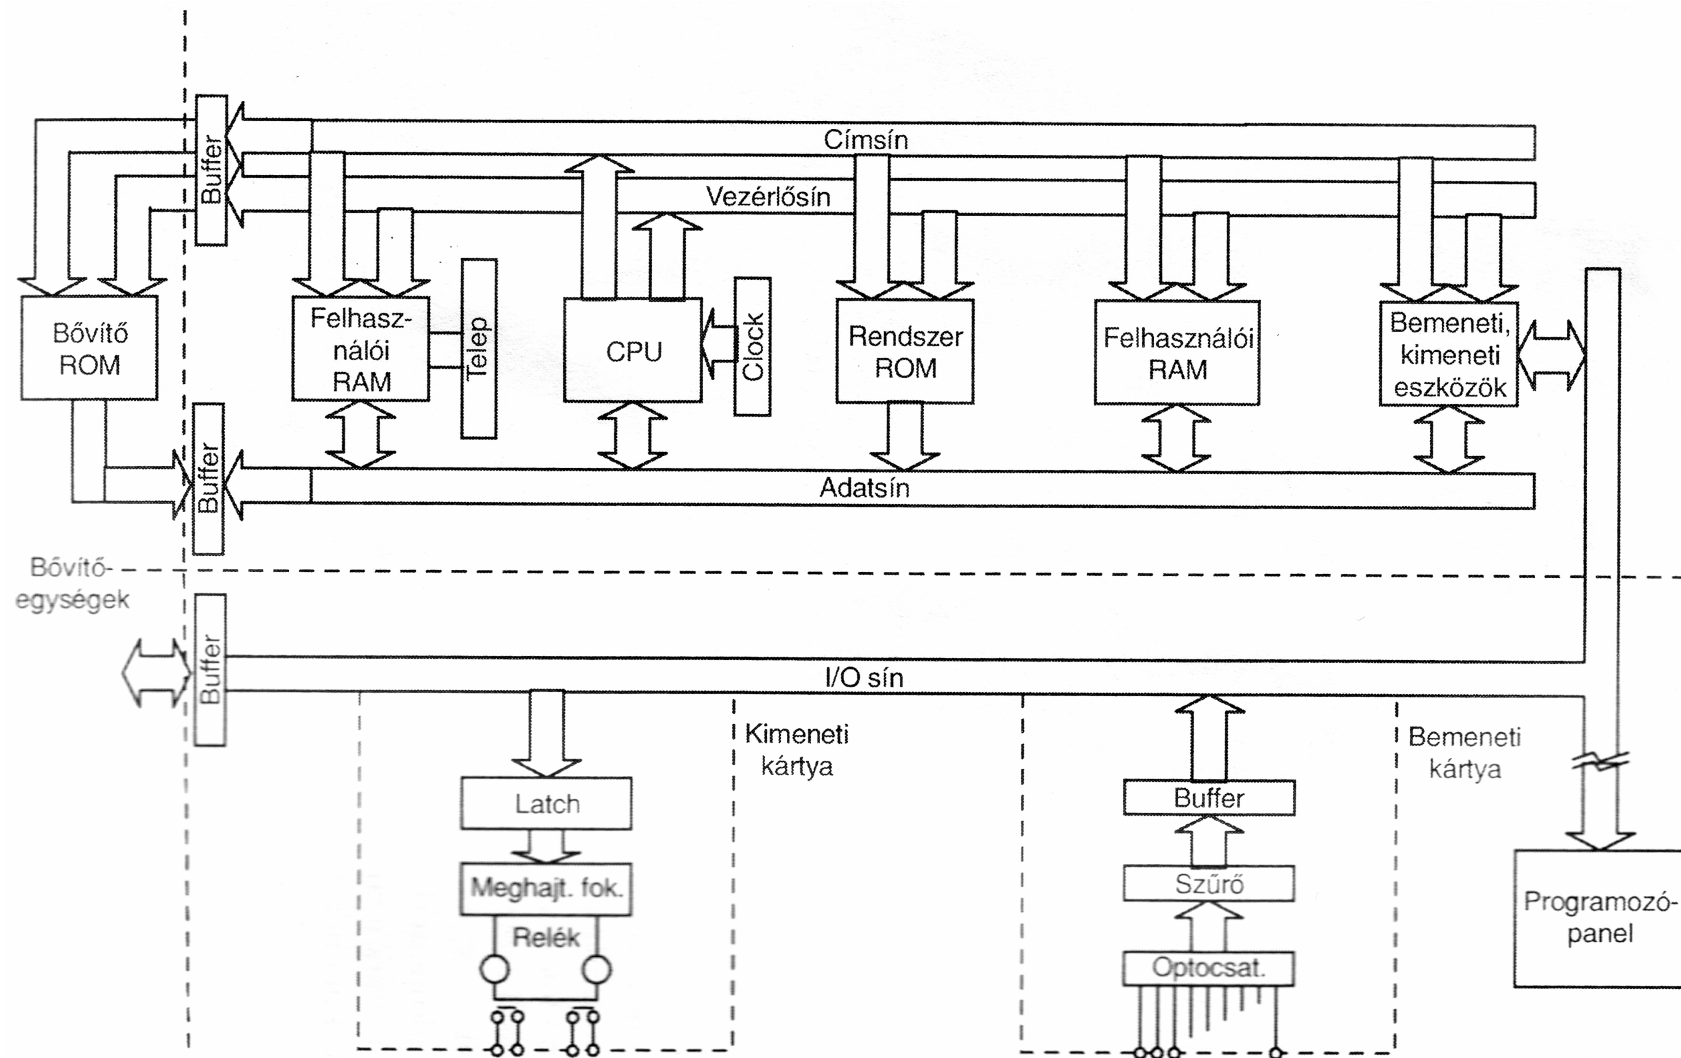 Buffer
Címsín
Vezérlősín
Bővítő
ROM
Felhasz-
nálói
RAM
Telep
CPU
Clock
Rendszer
ROM
Felhasználói
RAM
Bemeneti,
kimeneti
eszközök
Buffer
Adatsín
Bővítő-
egységek
Buffer
I/O sín
Kimeneti
kártya
Bemeneti
kártya
Latch
Buffer
Meghajt. fok.
Szűrő
Relék
Optocsat.
Programozó-
panel